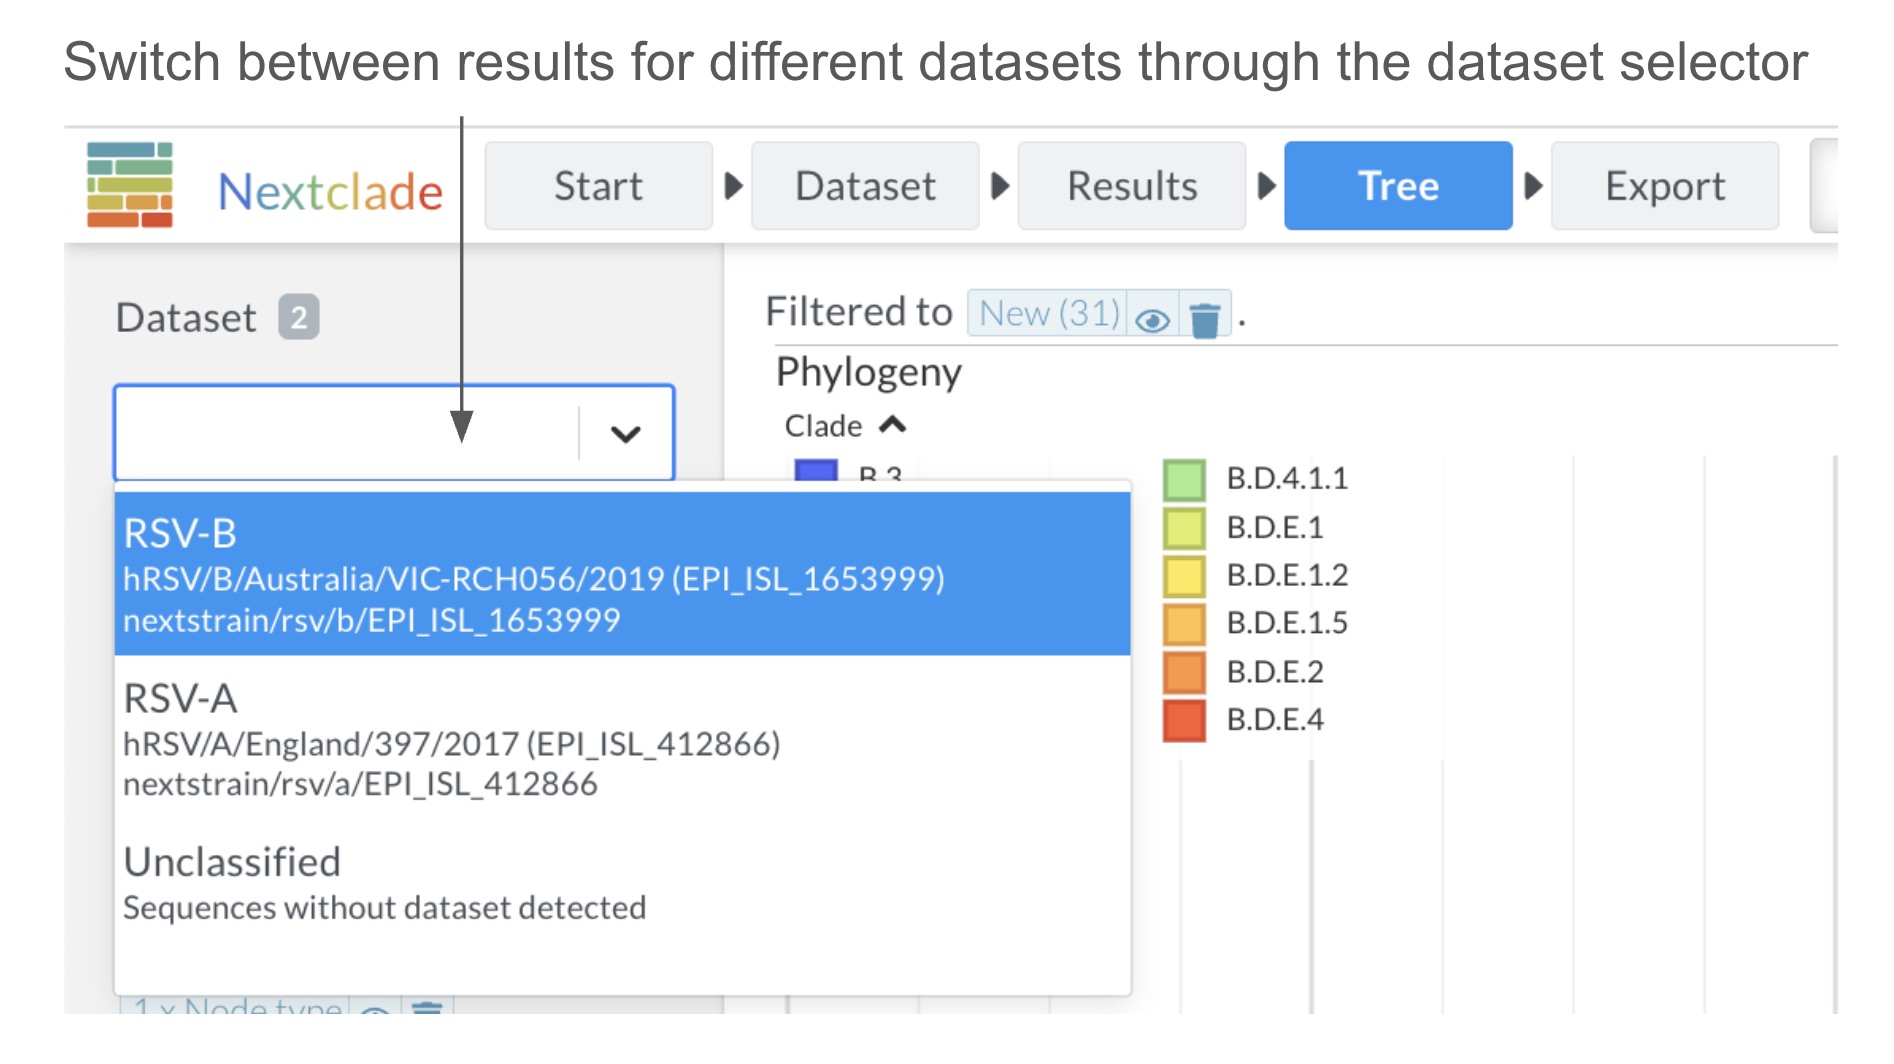 Switch between results for different datasets through the dataset selector
Nextclade
Start
Dataset
Results
Tree
Export
Dataset 2
Filtered to New (31) .
Phylogeny
Clade
B.3
B.D.4.1.1
B.D.E.1
B.D.E.1.2
B.D.E.1.5
B.D.E.2
B.D.E.4
RSV-B
hRSV/B/Australia/VIC-RCH056/2019 (EPI_ISL_1653999)
nextstrain/rsv/b/EPI_ISL_1653999
RSV-A
hRSV/A/England/397/2017 (EPI_ISL_412866)
nextstrain/rsv/a/EPI_ISL_412866
Unclassified
Sequences without dataset detected
1 x Node type